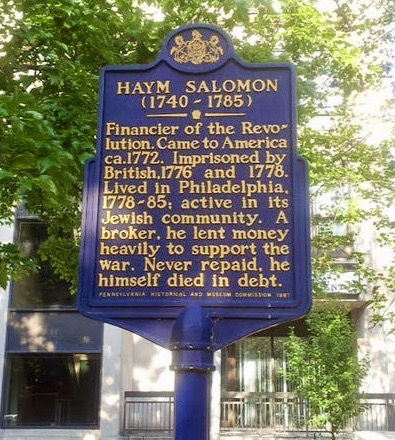 HAYM SALOMON
(1740-1785)
Financier of the Revo-
lution. Came to America
ca.1772. Imprisoned by
British,1776 and 1778.
Lived in Philadelphia,
1778-85; active in its
Jewish community. A
broker, he lent money
heavily to support the
war. Never repaid, he
himself died in debt.
PENNSYLVANIA HISTORICAL AND MUSEUM COMMISSION 1987